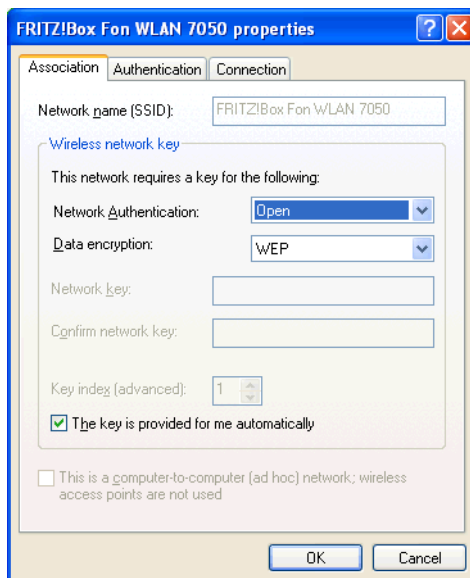 FRITZ!Box Fon WLAN 7050 properties
Association Authentication Connection
Network name (SSID): FRITZ!Box Fon WLAN 7050
Wireless network key
This network requires a key for the following:
Network Authentication: Open
Data encryption: WEP
Network key:
Confirm network key:
Key index (advanced): 1
The key is provided for me automatically
This is a computer-to-computer (ad hoc) network; wireless
access points are not used
OK Cancel